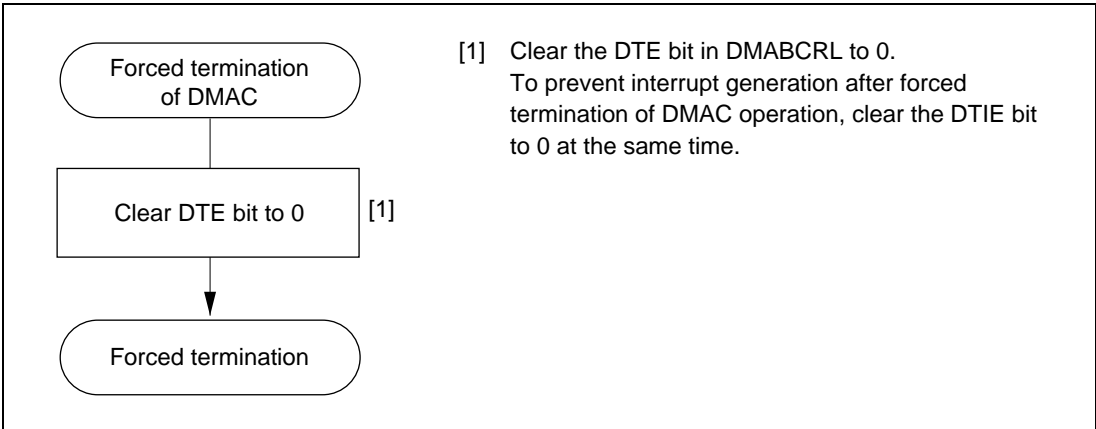 Forced termination
of DMAC
Clear DTE bit to 0
[1]
Forced termination
[1] Clear the DTE bit in DMABCRL to 0.
To prevent interrupt generation after forced
termination of DMAC operation, clear the DTIE bit
to 0 at the same time.